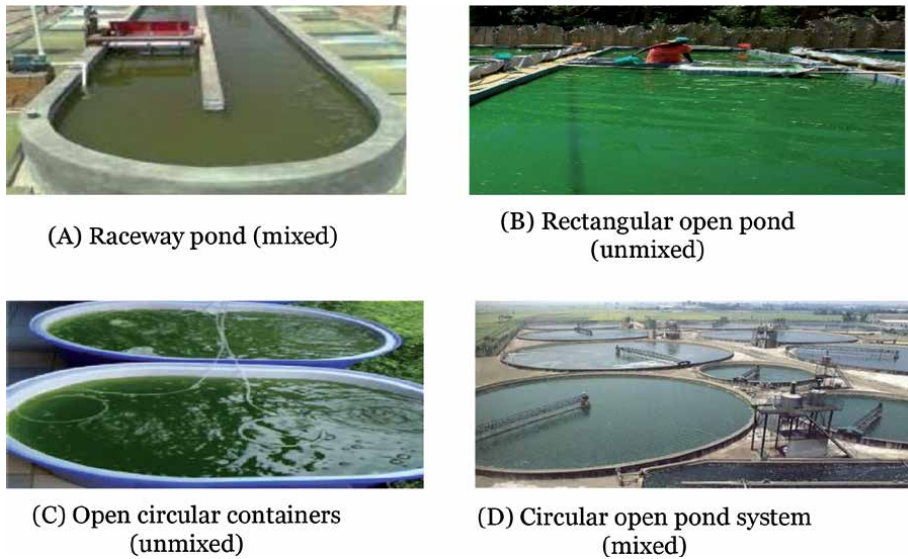 (A) Raceway pond (mixed)
(B) Rectangular open pond
(unmixed)
(C) Open circular containers
(unmixed)
(D) Circular open pond system
(mixed)